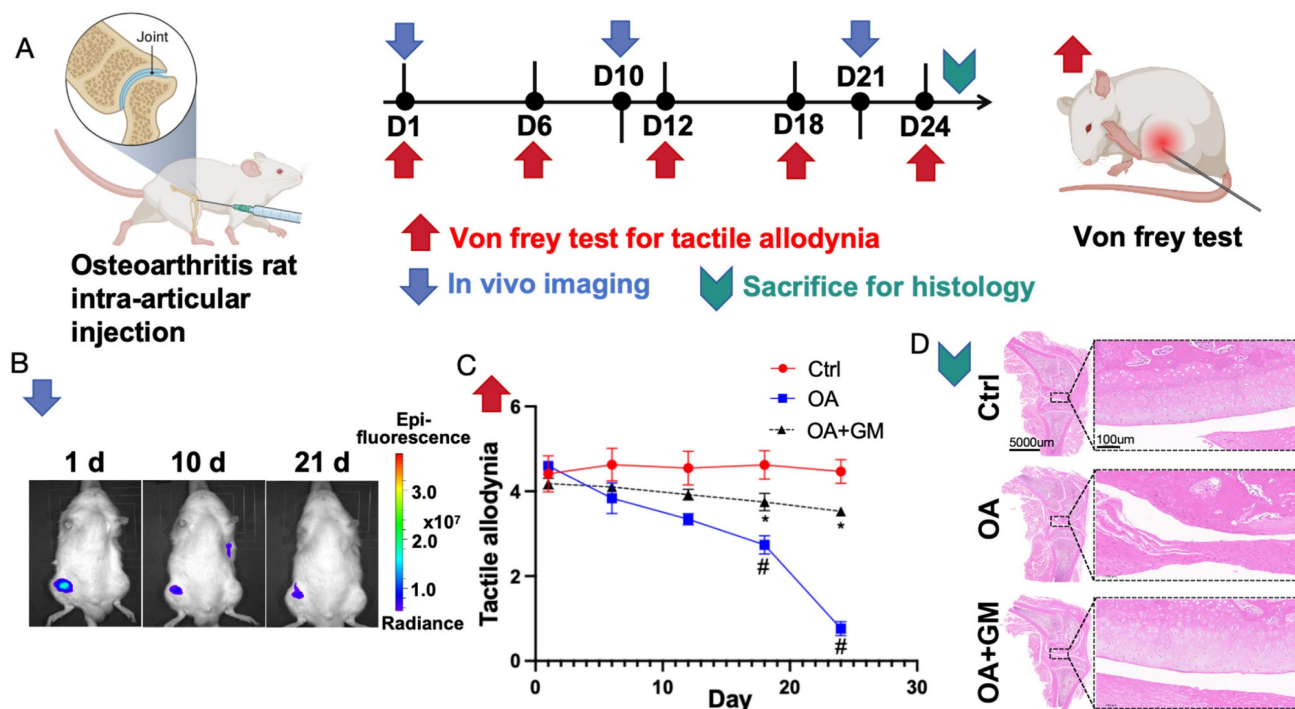 A
Joint
Osteoarthritis rat
intra-articular
injection
D10
D21
D1
D6
D12
D18
D24
Von frey test for tactile allodynia
In vivo imaging
Sacrifice for histology
Von frey test
B
1 d
10 d
21 d
Epi-
fluorescence
3.0
x10⁷
2.0
1.0
Radiance
C
Ctrl
OA
OA+GM
Tactile allodynia
6
4
2
0
*
*
#
#
0
10
20
30
Day
D
Ctrl
5000um
100um
OA
OA+GM